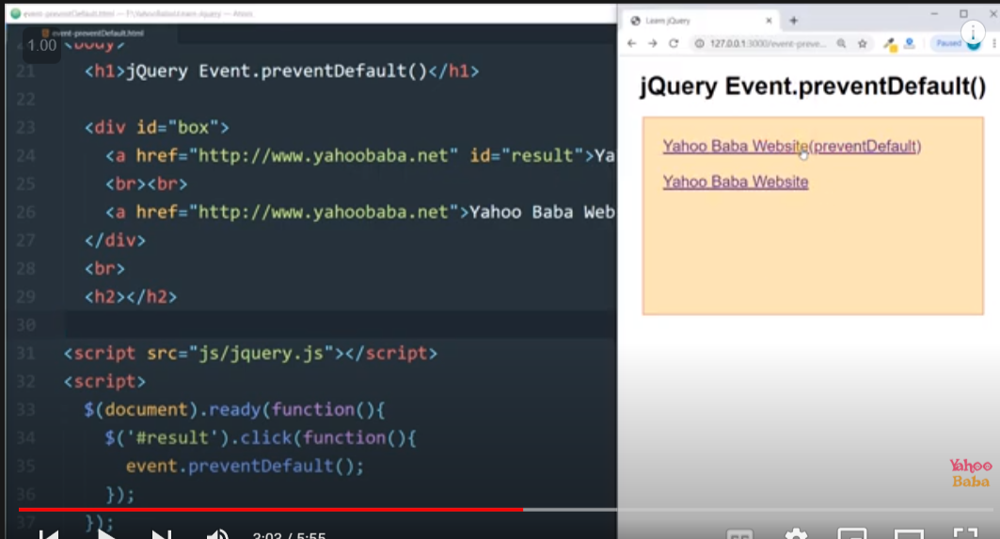 event-preventDefault.html
Atom
event-preventDefault.html
1.00
<body>
21 <h1>jQuery Event.preventDefault()</h1>
22
23 <div id="box">
24 <a href="http://www.yahoobaba.net" id="result">Ya
25 <br><br>
26 <a href="http://www.yahoobaba.net">Yahoo Baba Web
27 </div>
28 <br>
29 <h2></h2>
30
31 <script src="js/jquery.js"></script>
32 <script>
33 $(document).ready(function(){
34 $('#result').click(function(){
35 event.preventDefault();
36 });
37 });
3:03 / 5:55
Learn jQuery
127.0.0.1:3000/event-preve...
Paused
jQuery Event.preventDefault()
Yahoo Baba Website(preventDefault)
Yahoo Baba Website
Yahoo
Baba